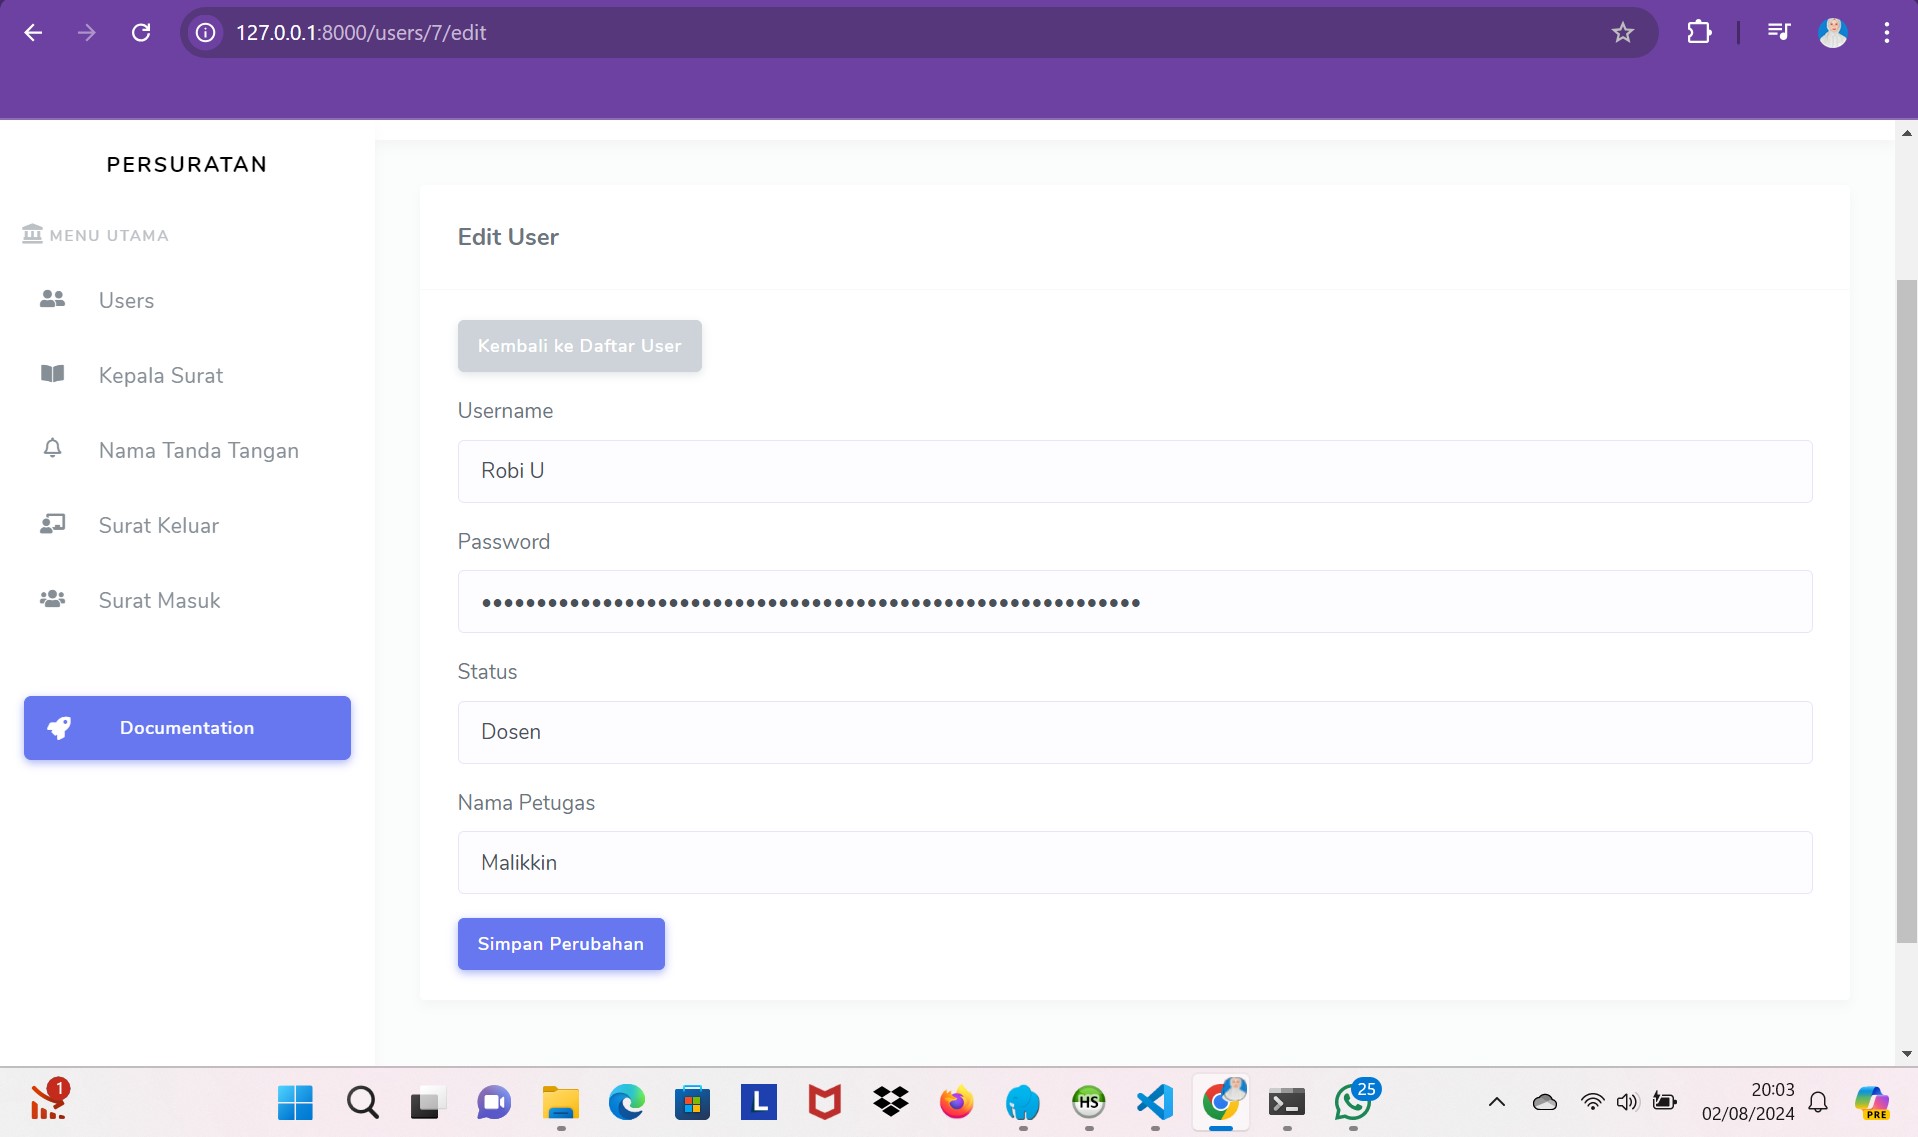 127.0.0.1:8000/users/7/edit
PERSURATAN
MENU UTAMA
Users
Kepala Surat
Nama Tanda Tangan
Surat Keluar
Surat Masuk
Documentation
Edit User
Kembali ke Daftar User
Username
Robi U
Password
••••••••••••••••••••••••••••••••••••••••••••••••••••••••••••
Status
Dosen
Nama Petugas
Malikkin
Simpan Perubahan
1
L
HS
25
20:03
02/08/2024
PRE